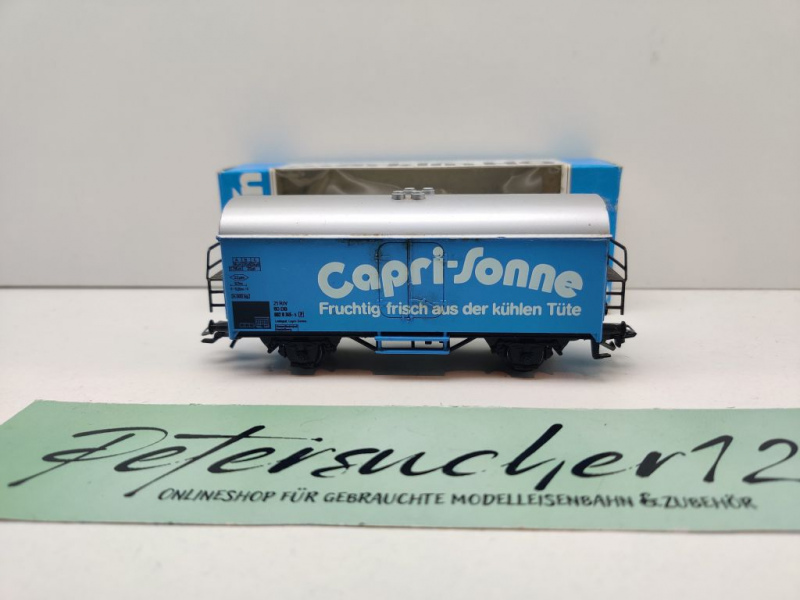 Capri-Sonne
Fruchtig frisch aus der kühlen Tüte
Petersucher12
ONLINESHOP FÜR GEBRAUCHTE MODELLEISENBAHN & ZUBEHÖR